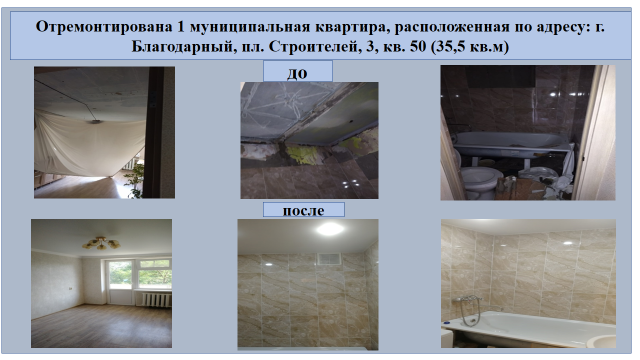 Отремонтирована 1 муниципальная квартира, расположенная по адресу: г.
Благодарный, пл. Строителей, 3, кв. 50 (35,5 кв.м)
до
после